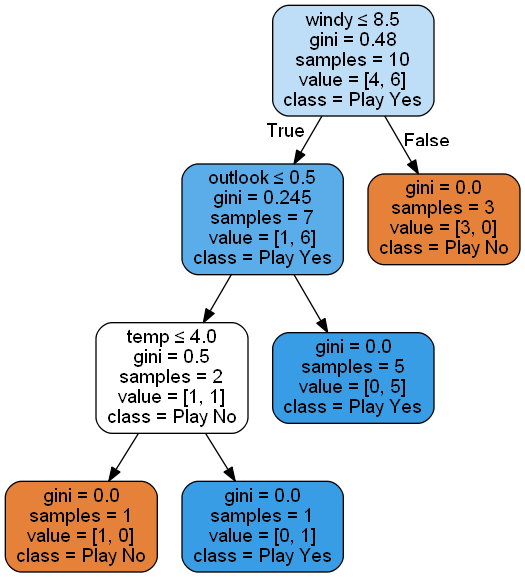 windy ≤ 8.5
gini = 0.48
samples = 10
value = [4, 6]
class = Play Yes
True
False
outlook ≤ 0.5
gini = 0.245
samples = 7
value = [1, 6]
class = Play Yes
gini = 0.0
samples = 3
value = [3, 0]
class = Play No
temp ≤ 4.0
gini = 0.5
samples = 2
value = [1, 1]
class = Play No
gini = 0.0
samples = 5
value = [0, 5]
class = Play Yes
gini = 0.0
samples = 1
value = [1, 0]
class = Play No
gini = 0.0
samples = 1
value = [0, 1]
class = Play Yes